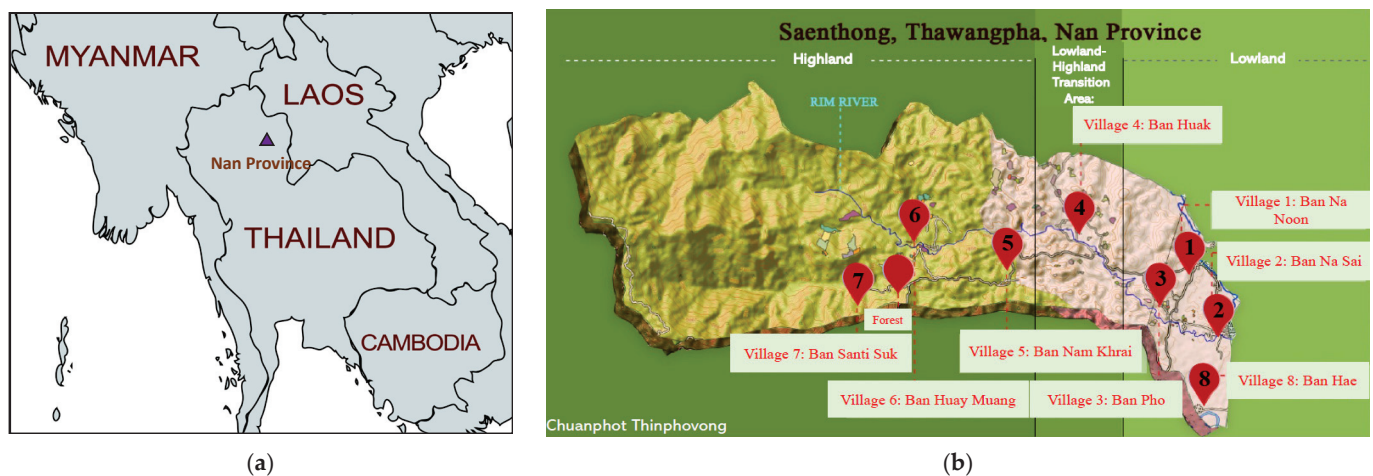 MYANMAR
LAOS
Nan Province
THAILAND
CAMBODIA
(a)
Saenthong, Thawangpha, Nan Province
Highland
Lowland-
Highland
Transition
Area:
Lowland
RIM RIVER
Village 4: Ban Huak
Village 1: Ban Na
Noon
Village 2: Ban Na Sai
4
6
5
1
3
7
2
Forest
Village 7: Ban Santi Suk
Village 5: Ban Nam Khrai
8
Village 8: Ban Hae
Village 6: Ban Huay Muang
Village 3: Ban Pho
Chuanphot Thinphovong
(b)